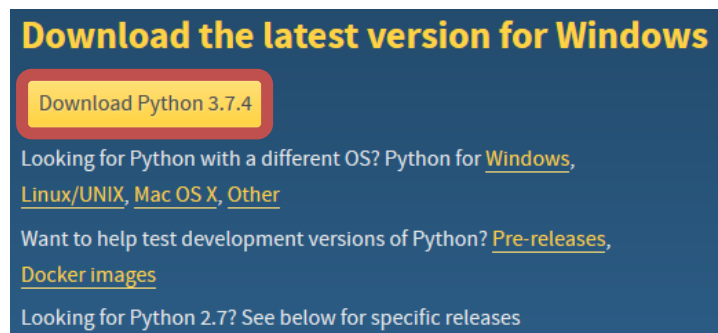 Download the latest version for Windows
Download Python 3.7.4
Looking for Python with a different OS? Python for Windows,
Linux/UNIX, Mac OS X, Other
Want to help test development versions of Python? Pre-releases,
Docker images
Looking for Python 2.7? See below for specific releases